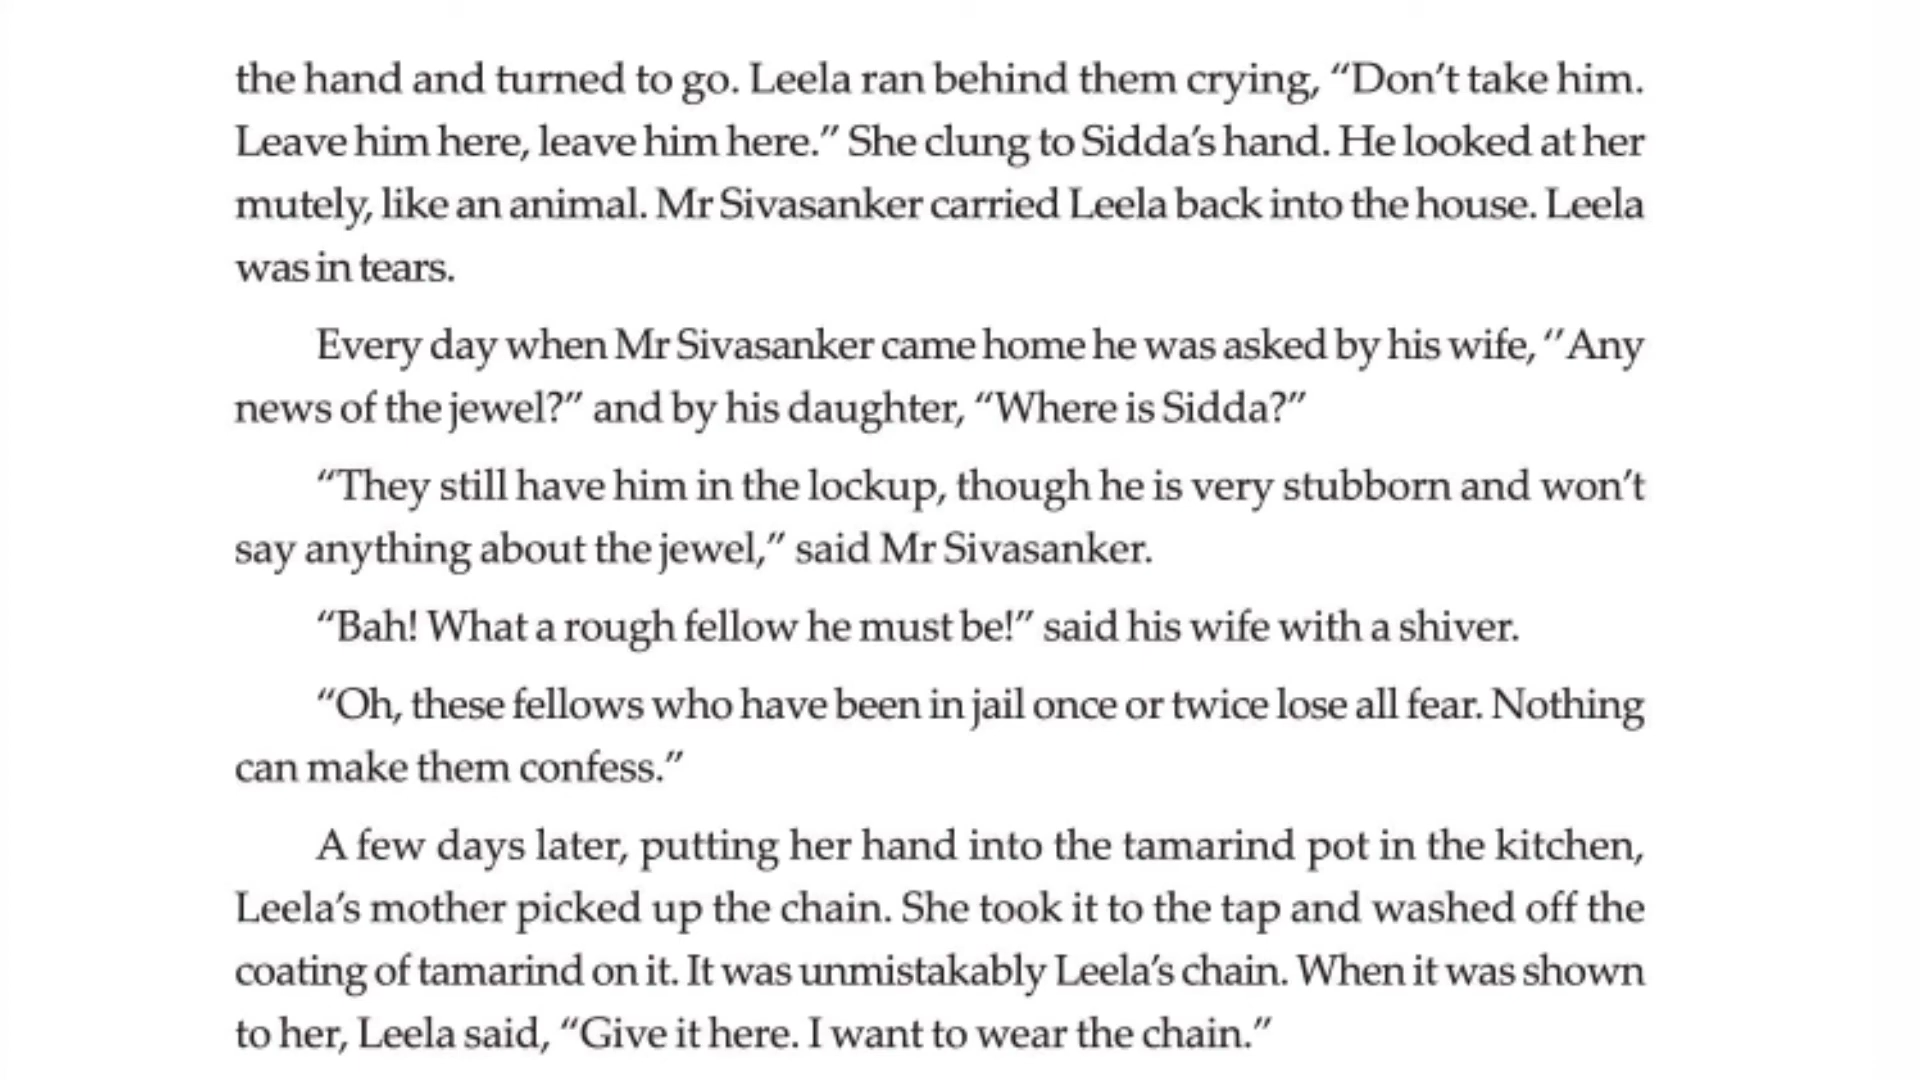 the hand and turned to go. Leela ran behind them crying, “Don’t take him.
Leave him here, leave him here.” She clung to Sidda’s hand. He looked at her
mutely, like an animal. Mr Sivasanker carried Leela back into the house. Leela
was in tears.
Every day when Mr Sivasanker came home he was asked by his wife, “Any
news of the jewel?” and by his daughter, “Where is Sidda?”
“They still have him in the lockup, though he is very stubborn and won’t
say anything about the jewel,” said Mr Sivasanker.
“Bah! What a rough fellow he must be!” said his wife with a shiver.
“Oh, these fellows who have been in jail once or twice lose all fear. Nothing
can make them confess.”
A few days later, putting her hand into the tamarind pot in the kitchen,
Leela’s mother picked up the chain. She took it to the tap and washed off the
coating of tamarind on it. It was unmistakably Leela’s chain. When it was shown
to her, Leela said, “Give it here. I want to wear the chain.”